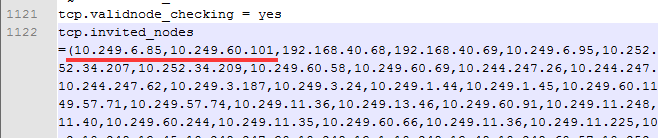 1121 tcp.validnode_checking = yes
1122 tcp.invited_nodes
=(10.249.6.85,10.249.60.101,192.168.40.68,192.168.40.69,10.249.6.95,10.252.
52.34.207,10.252.34.209,10.249.60.58,10.249.60.69,10.244.247.26,10.244.247.
10.244.247.62,10.249.3.187,10.249.3.24,10.249.1.44,10.249.1.45,10.249.60.11
49.57.71,10.249.57.74,10.249.11.36,10.249.13.46,10.249.60.91,10.249.11.248,
11.40,10.249.60.244,10.249.11.35,10.249.60.66,10.249.11.36,10.249.11.225,10